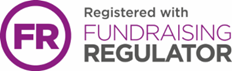 FR
Registered with
FUNDRAISING
REGULATOR